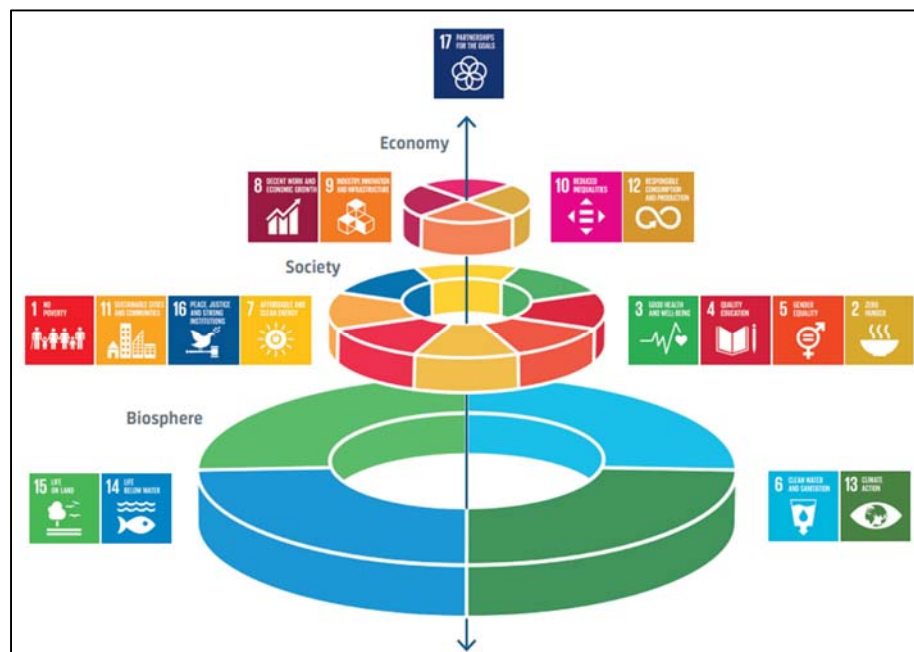 17 PARTNERSHIPS
FOR THE GOALS
Economy
8 DECENT WORK AND
ECONOMIC GROWTH
9 INDUSTRY, INNOVATION
AND INFRASTRUCTURE
10 REDUCED
INEQUALITIES
12 RESPONSIBLE
CONSUMPTION
AND PRODUCTION
Society
1 NO
POVERTY
11 SUSTAINABLE CITIES
AND COMMUNITIES
16 PEACE, JUSTICE
AND STRONG
INSTITUTIONS
7 AFFORDABLE AND
CLEAN ENERGY
3 GOOD HEALTH
AND WELL-BEING
4 QUALITY
EDUCATION
5 GENDER
EQUALITY
2 ZERO
HUNGER
Biosphere
15 LIFE
ON LAND
14 LIFE
BELOW WATER
6 CLEAN WATER
AND SANITATION
13 CLIMATE
ACTION